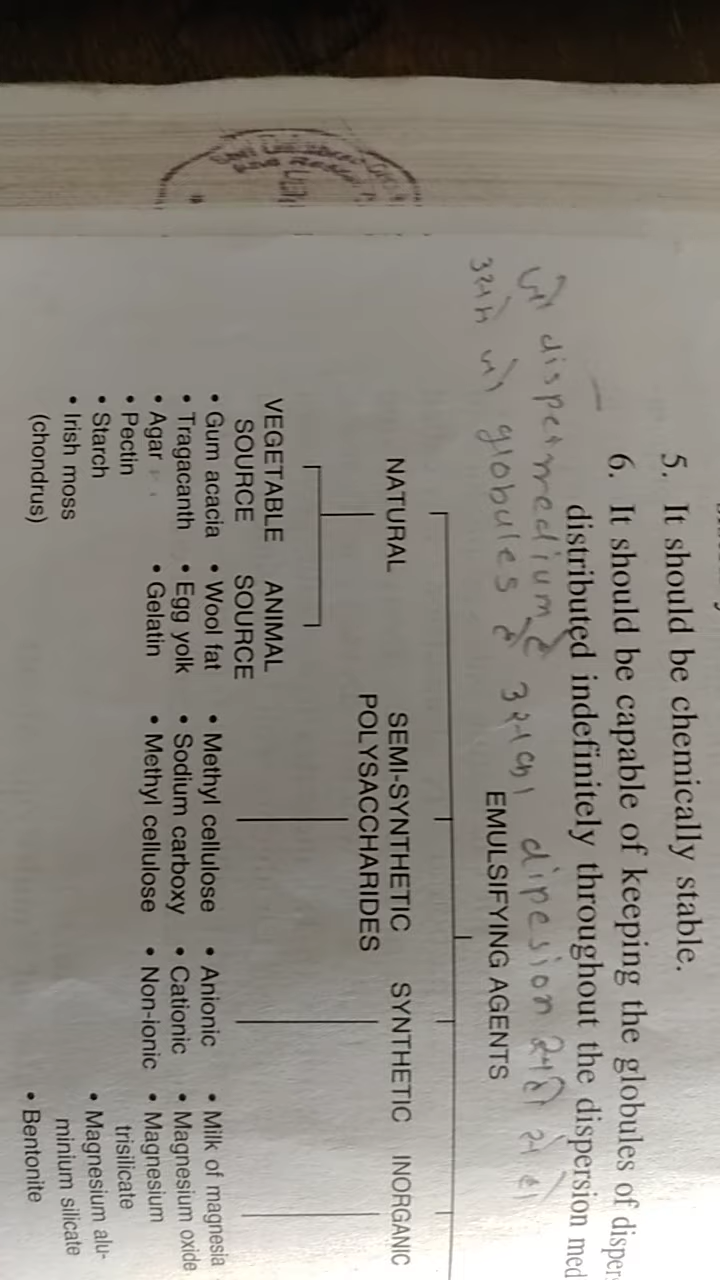 5. It should be chemically stable.
6. It should be capable of keeping the globules of disper
distributed indefinitely throughout the dispersion med
dispermedium
globules
EMULSIFYING AGENTS
NATURAL
SEMI-SYNTHETIC
POLYSACCHARIDES
SYNTHETIC
INORGANIC
VEGETABLE
SOURCE
ANIMAL
SOURCE
• Gum acacia
• Tragacanth
• Agar
• Pectin
• Starch
• Irish moss
(chondrus)
• Wool fat
• Egg yolk
• Gelatin
• Methyl cellulose
• Sodium carboxy
• Methyl cellulose
• Anionic
• Cationic
• Non-ionic
• Milk of magnesia
• Magnesium oxide
• Magnesium
trisilicate
• Magnesium alu-
minium silicate
• Bentonite